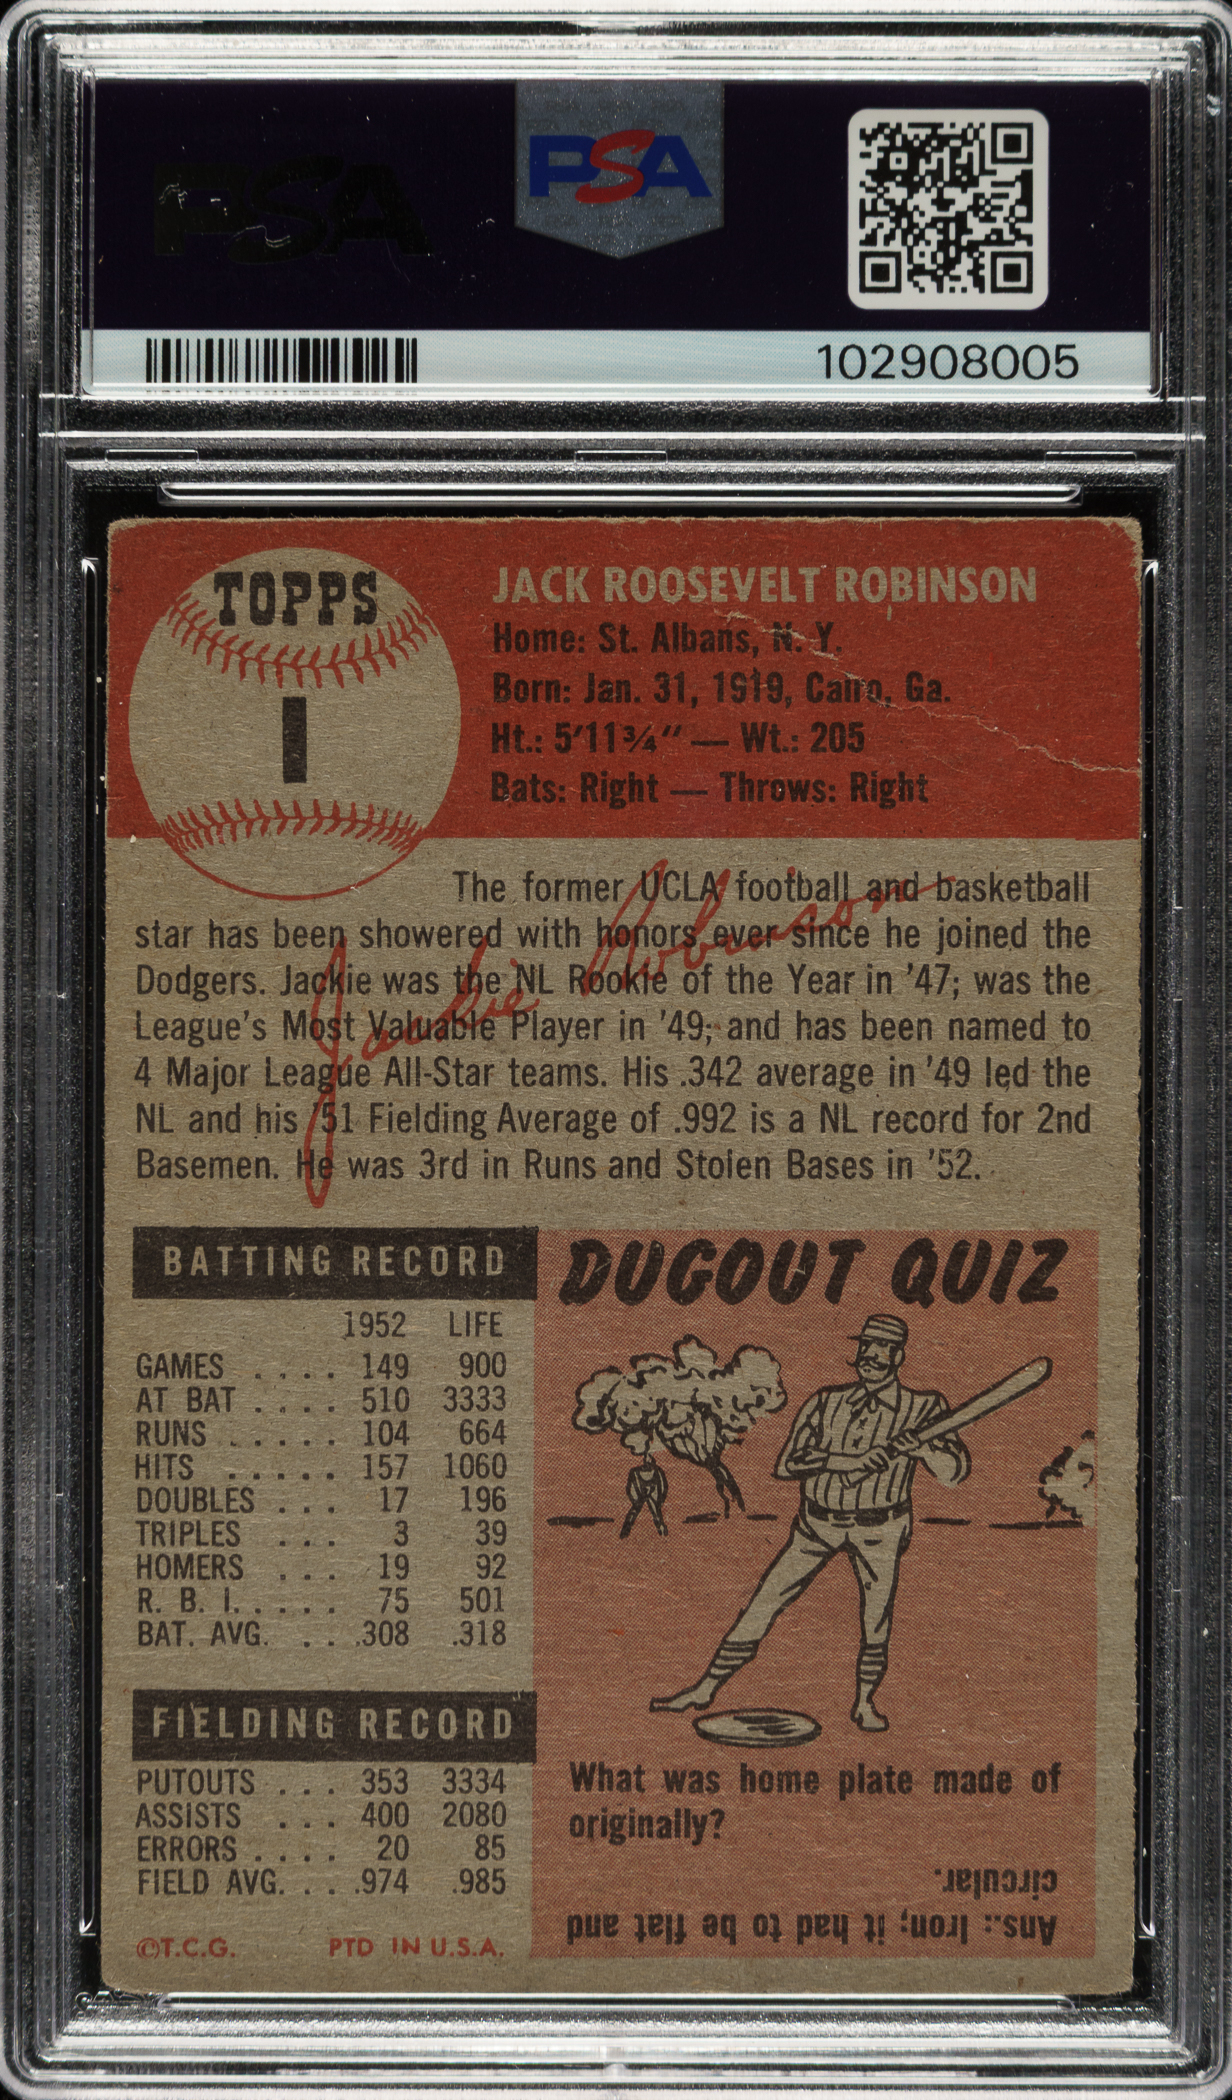 PSA
PSA
102908005
TOPPS
1
JACK ROOSEVELT ROBINSON
Home: St. Albans, N. Y.
Born: Jan. 31, 1919, Cairo, Ga.
Ht.: 5'11¾" — Wt.: 205
Bats: Right — Throws: Right
The former UCLA football and basketball
star has been showered with honors ever since he joined the
Dodgers. Jackie was the NL Rookie of the Year in '47; was the
League's Most Valuable Player in '49; and has been named to
4 Major League All-Star teams. His .342 average in '49 led the
NL and his '51 Fielding Average of .992 is a NL record for 2nd
Basemen. He was 3rd in Runs and Stolen Bases in '52.
Jackie Robinson
BATTING RECORD
1952 LIFE
GAMES . . . . 149 900
AT BAT . . . . 510 3333
RUNS . . . . . 104 664
HITS . . . . . 157 1060
DOUBLES . . . 17 196
TRIPLES . . . 3 39
HOMERS . . . 19 92
R. B. I. . . . . . 75 501
BAT. AVG. . . .308 .318
FIELDING RECORD
PUTOUTS . . . 353 3334
ASSISTS . . . 400 2080
ERRORS . . . . 20 85
FIELD AVG. . . .974 .985
©T.C.G. PTD IN U.S.A.
DUGOUT QUIZ
What was home plate made of
originally?
Ans.: Iron; it had to be flat and
circular.